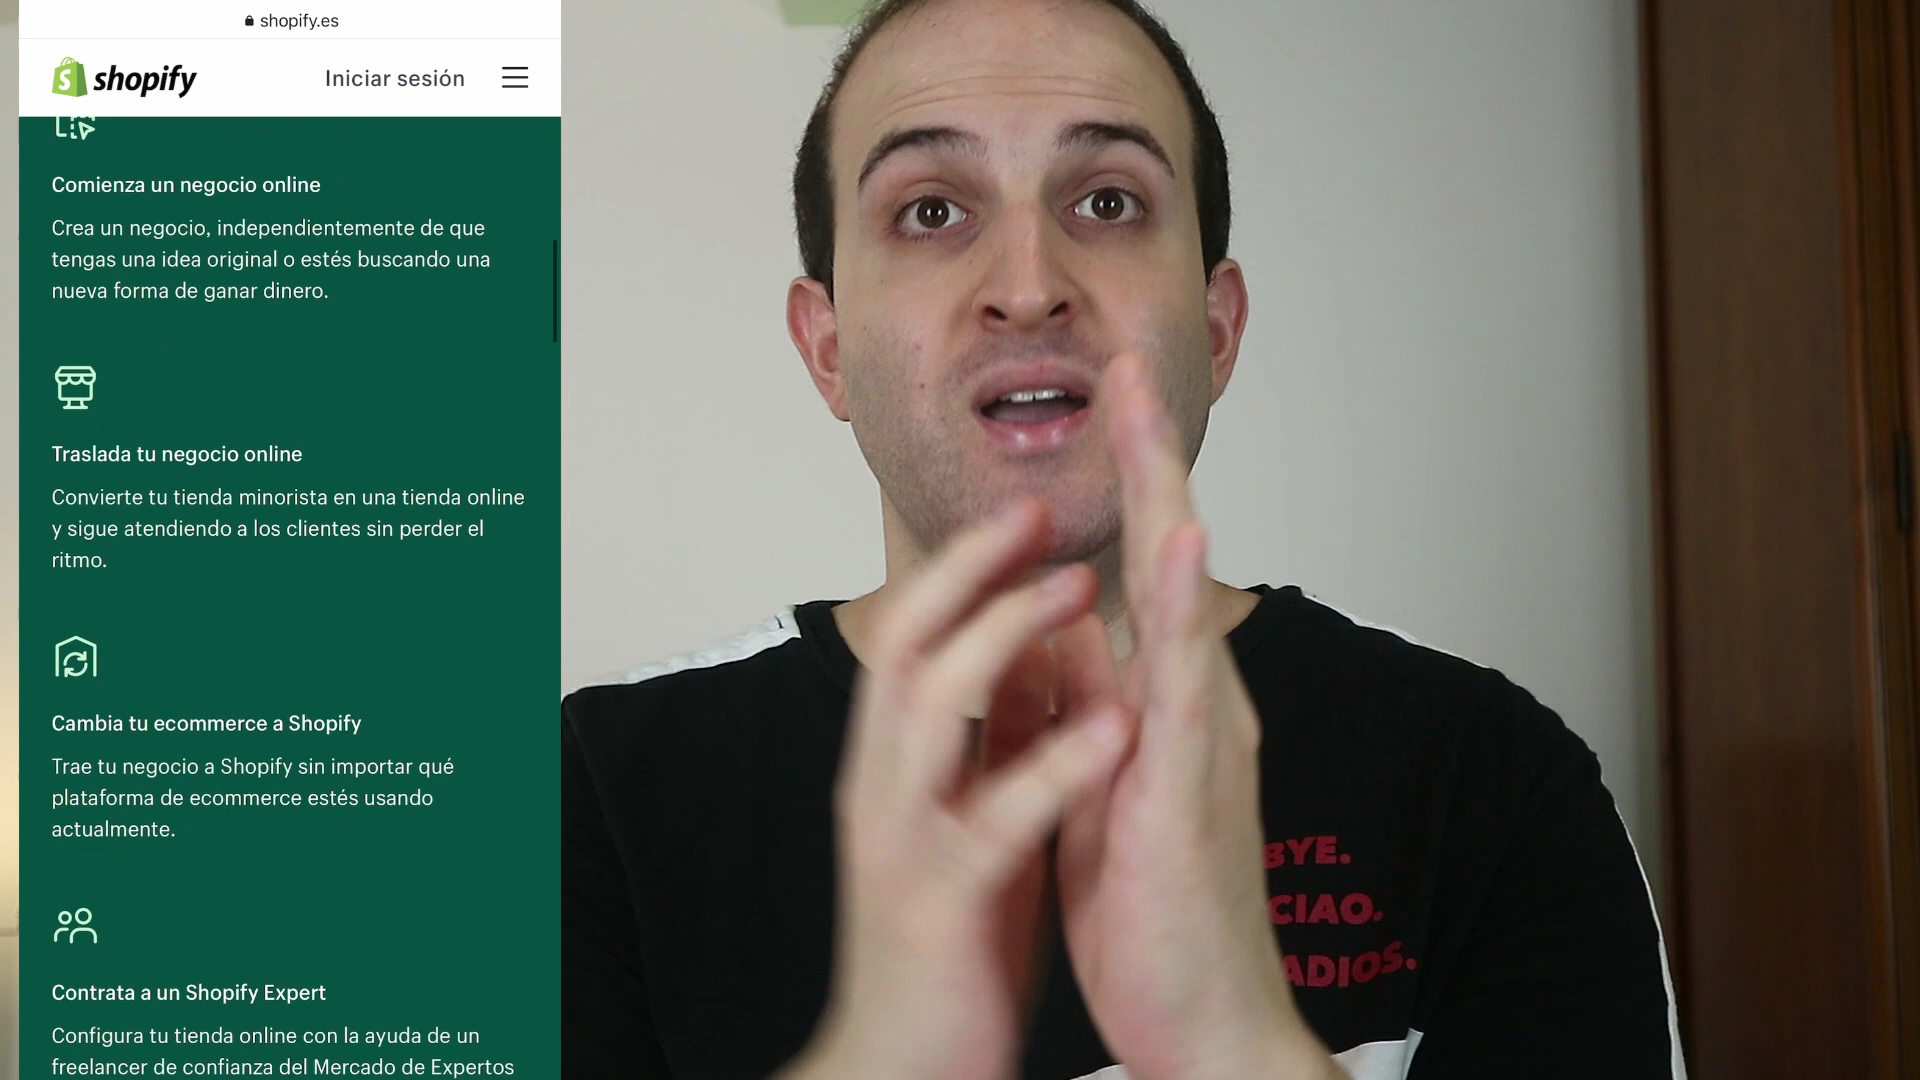 shopify.es
shopify
Iniciar sesión
Comienza un negocio online
Crea un negocio, independientemente de que
tengas una idea original o estés buscando una
nueva forma de ganar dinero.
Traslada tu negocio online
Convierte tu tienda minorista en una tienda online
y sigue atendiendo a los clientes sin perder el
ritmo.
Cambia tu ecommerce a Shopify
Trae tu negocio a Shopify sin importar qué
plataforma de ecommerce estés usando
actualmente.
Contrata a un Shopify Expert
Configura tu tienda online con la ayuda de un
freelancer de confianza del Mercado de Expertos
BYE.
CIAO.
ADIOS.